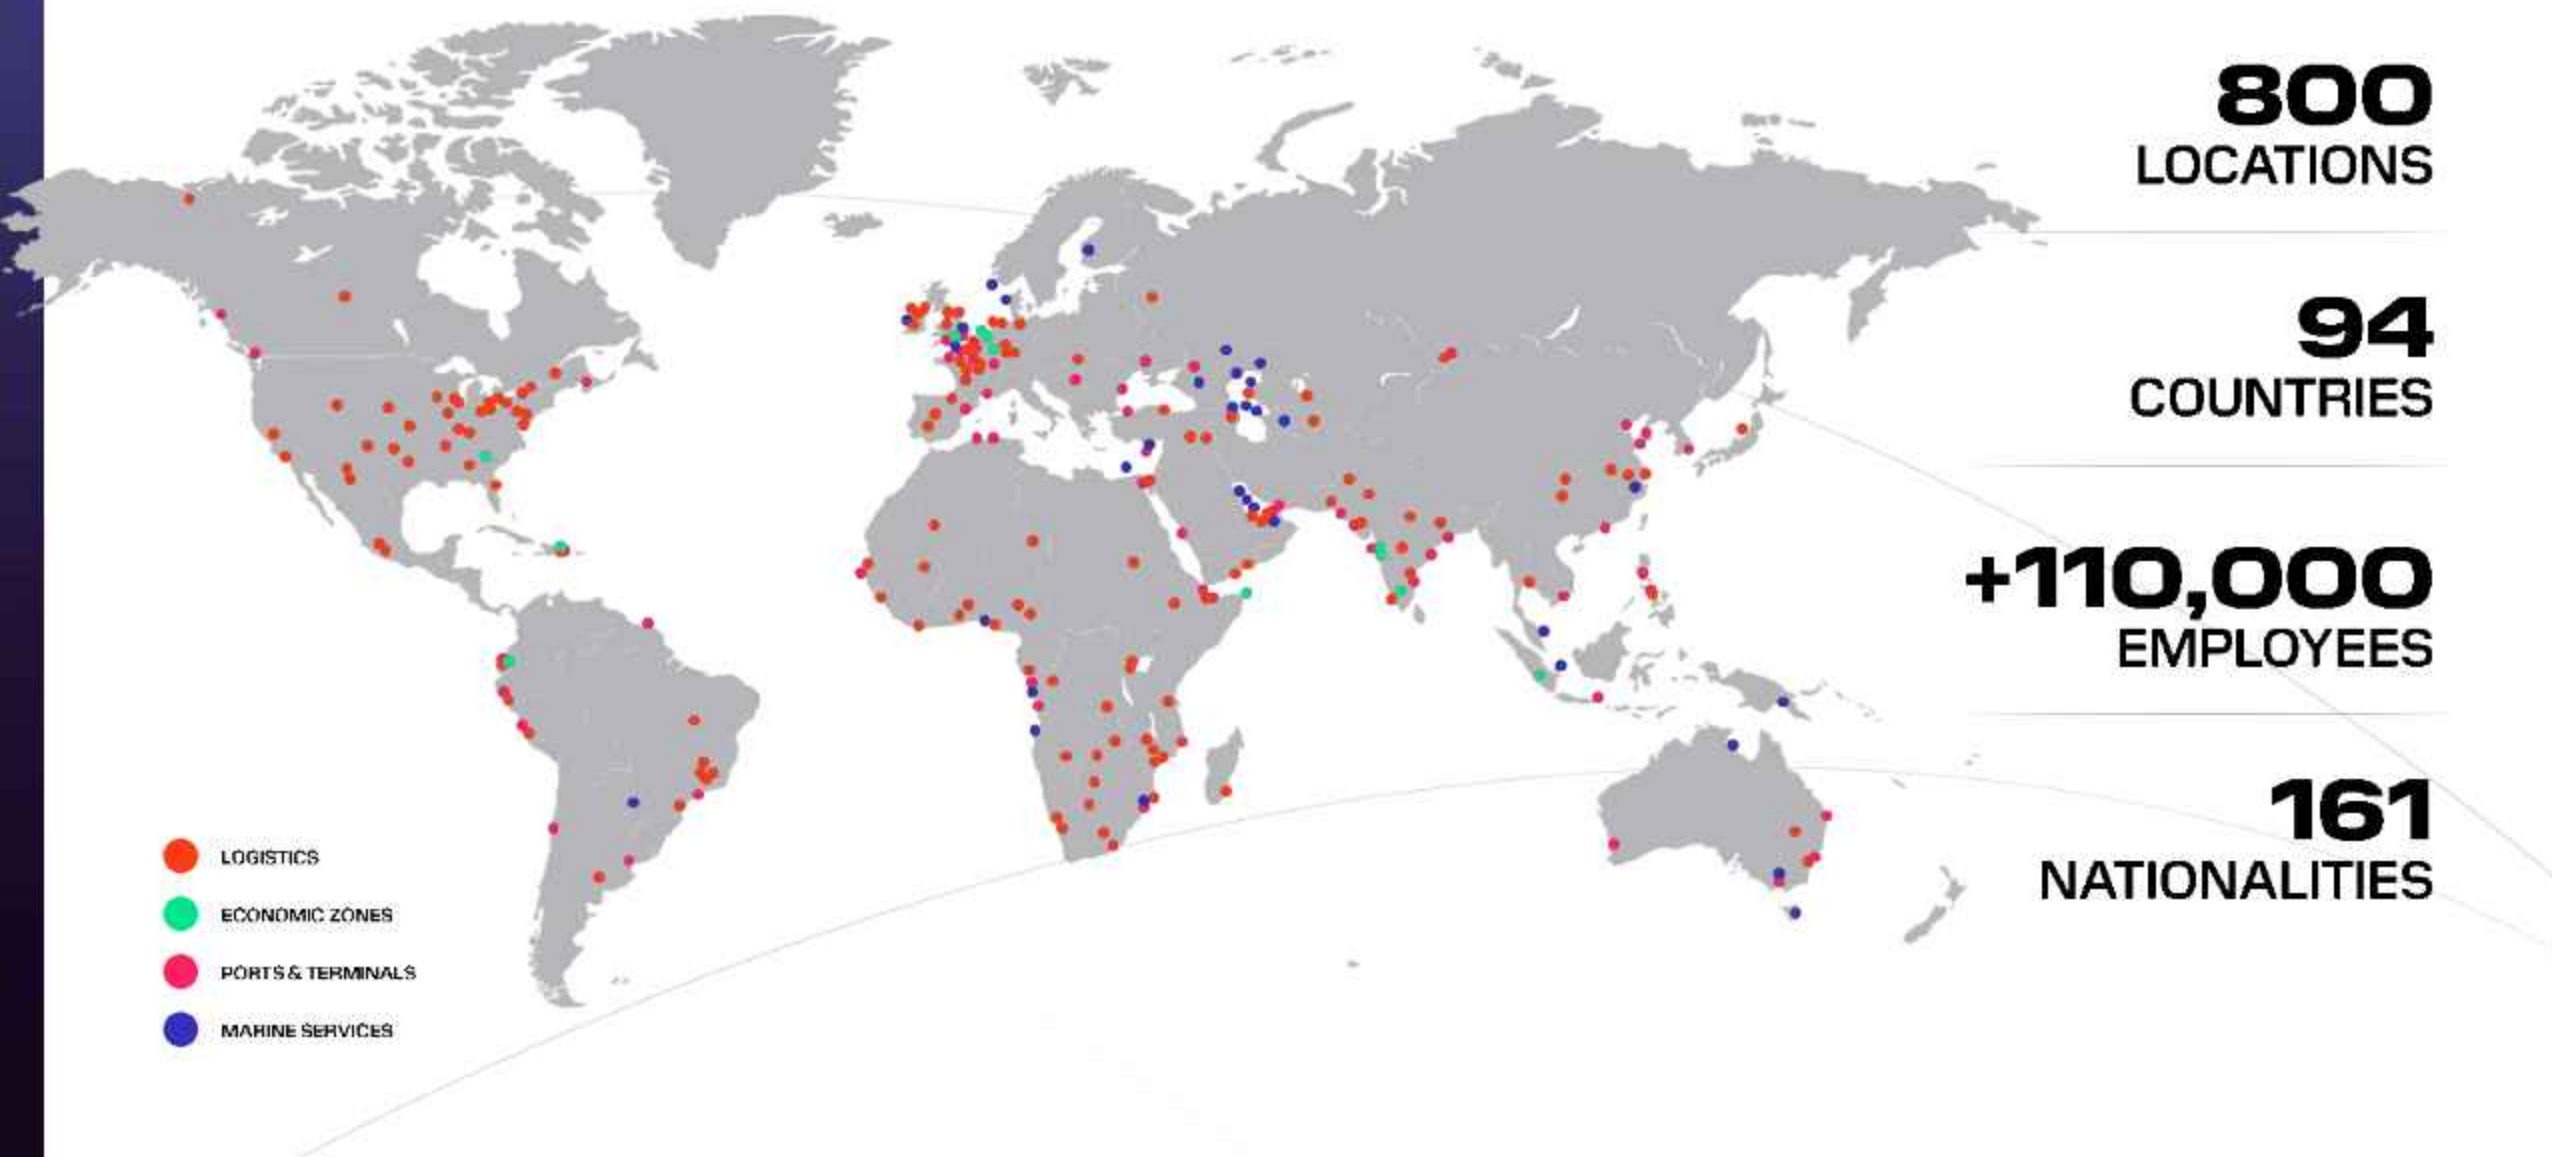 800
LOCATIONS
94
COUNTRIES
+110,000
EMPLOYEES
161
NATIONALITIES
LOGISTICS
ECONOMIC ZONES
PORTS & TERMINALS
MARINE SERVICES